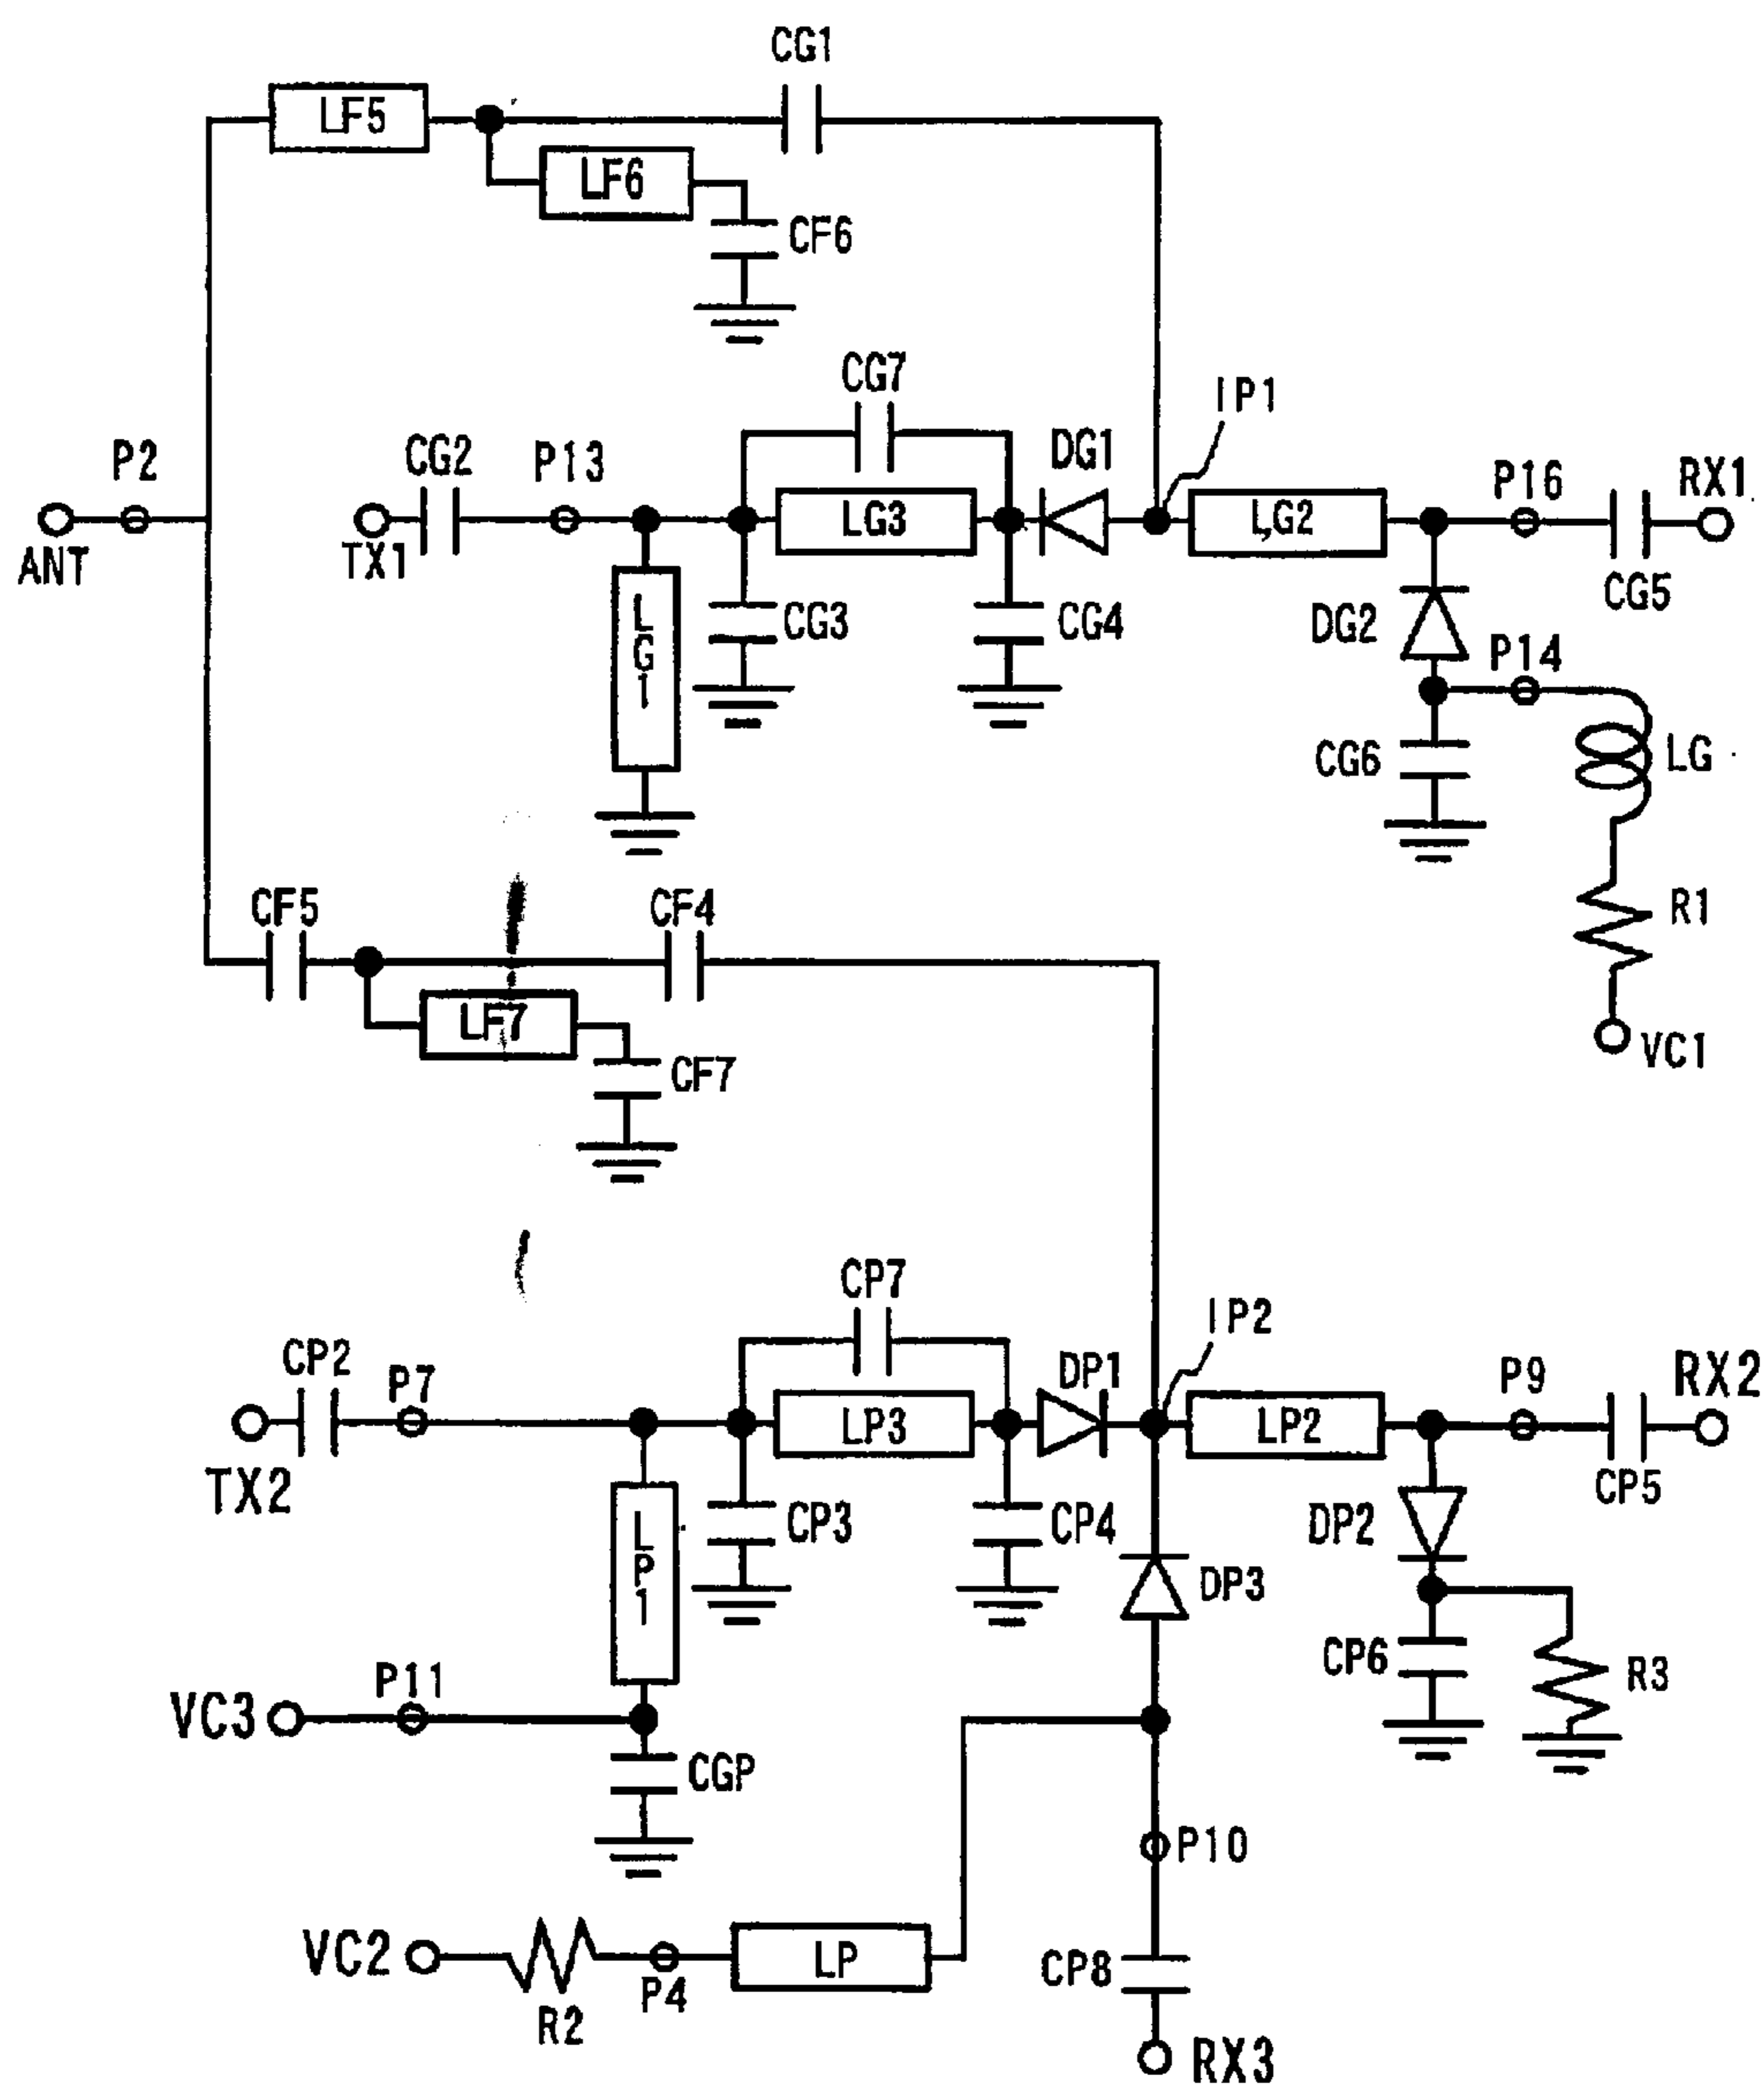 CG1
LF5
LF6
CF6
CG7
IP1
P2
CG2
P13
DG1
P16
RX1
LG3
LG2
ANT
TX1
CG5
LG1
CG3
CG4
DG2
P14
CG6
LG
R1
CF5
CF4
LF7
VC1
CF7
CP7
IP2
CP2
P7
DP1
P9
RX2
LP3
LP2
TX2
CP5
LP1
CP3
CP4
DP2
DP3
CP6
R3
P11
VC3
CGP
P10
VC2
LP
CP8
P4
R2
RX3